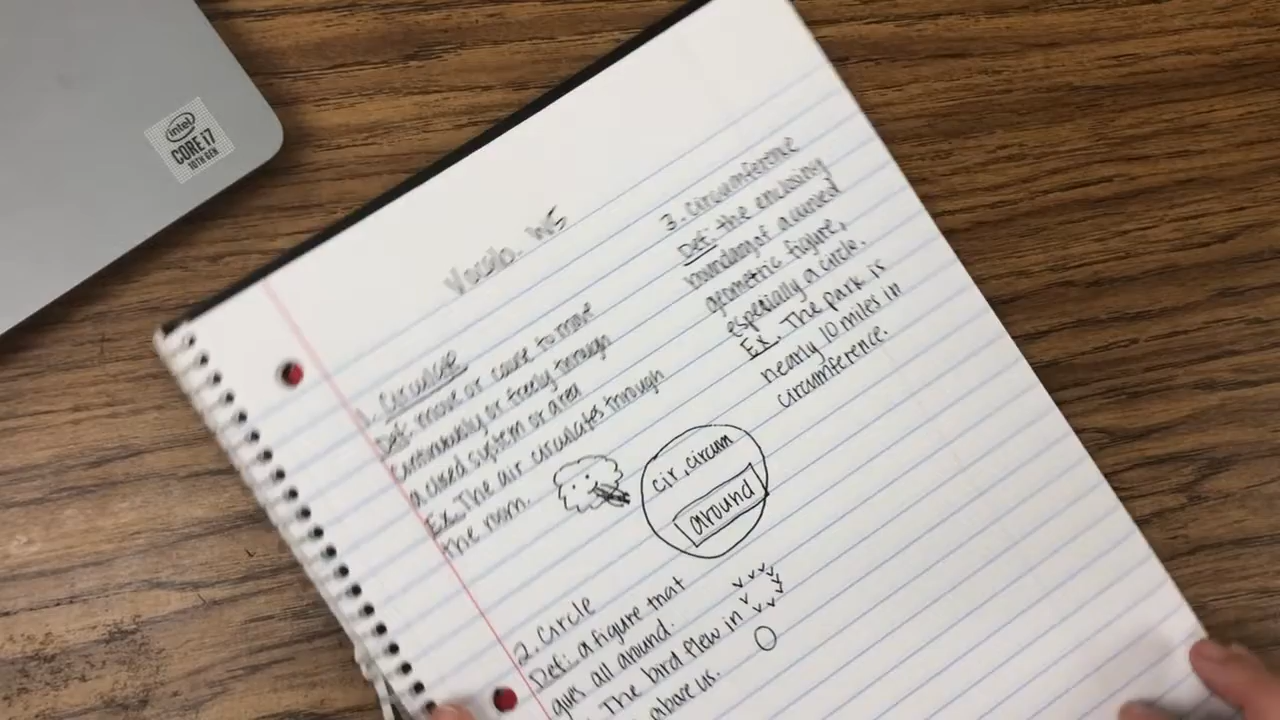 intel
CORE i7
10TH GEN
Vocab. W5
1. Circulate
Def: move or cause to move
continuously or freely through
a closed system or area
Ex. The air circulates through
the room.
cir, circum
around
2. Circle
Def: a figure that
goes all around.
The bird flew in
above us.
3. Circumference
Def: the enclosing
boundary of a curved
geometric figure,
especially a circle.
Ex. The park is
nearly 10 miles in
circumference.